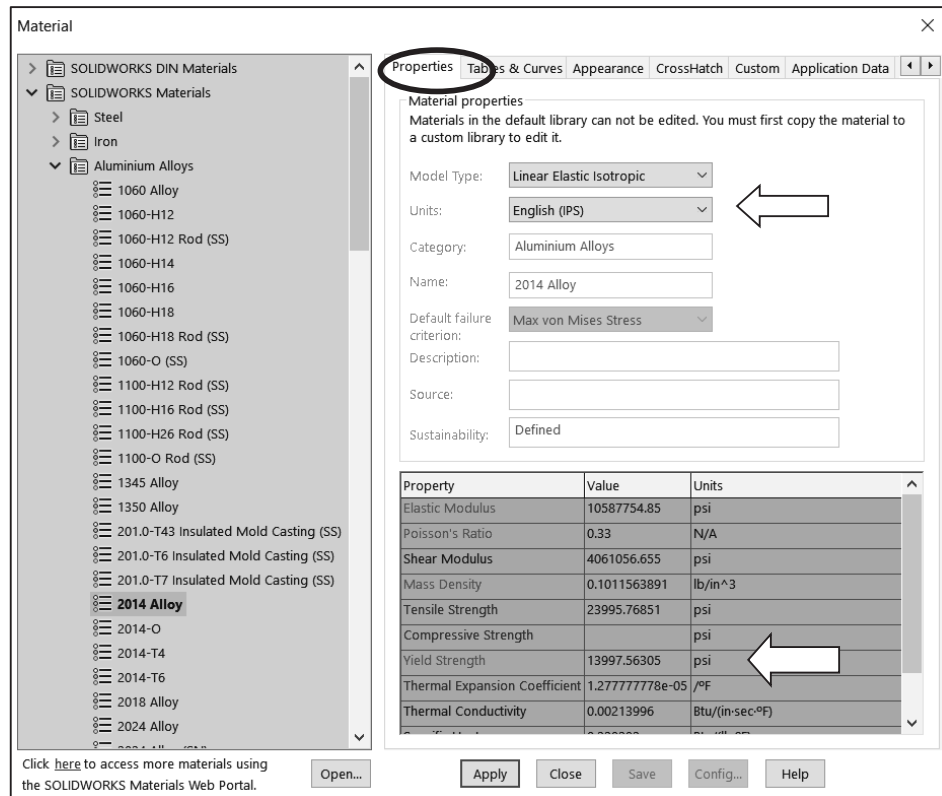 Material
SOLIDWORKS DIN Materials
SOLIDWORKS Materials
Steel
Iron
Aluminium Alloys
1060 Alloy
1060-H12
1060-H12 Rod (SS)
1060-H14
1060-H16
1060-H18
1060-H18 Rod (SS)
1060-O (SS)
1100-H12 Rod (SS)
1100-H16 Rod (SS)
1100-H26 Rod (SS)
1100-O Rod (SS)
1345 Alloy
1350 Alloy
201.0-T43 Insulated Mold Casting (SS)
201.0-T6 Insulated Mold Casting (SS)
201.0-T7 Insulated Mold Casting (SS)
2014 Alloy
2014-O
2014-T4
2014-T6
2018 Alloy
2024 Alloy
Click here to access more materials using
the SOLIDWORKS Materials Web Portal.
Open...
Properties Tables & Curves Appearance CrossHatch Custom Application Data
Material properties
Materials in the default library can not be edited. You must first copy the material to
a custom library to edit it.
Model Type: Linear Elastic Isotropic
Units: English (IPS)
Category: Aluminium Alloys
Name: 2014 Alloy
Default failure
criterion: Max von Mises Stress
Description:
Source:
Sustainability: Defined
Property Value Units
Elastic Modulus 10587754.85 psi
Poisson's Ratio 0.33 N/A
Shear Modulus 4061056.655 psi
Mass Density 0.1011563891 lb/in^3
Tensile Strength 23995.76851 psi
Compressive Strength psi
Yield Strength 13997.56305 psi
Thermal Expansion Coefficient 1.277777778e-05 /ºF
Thermal Conductivity 0.00213996 Btu/(in·sec·ºF)
Apply Close Save Config... Help